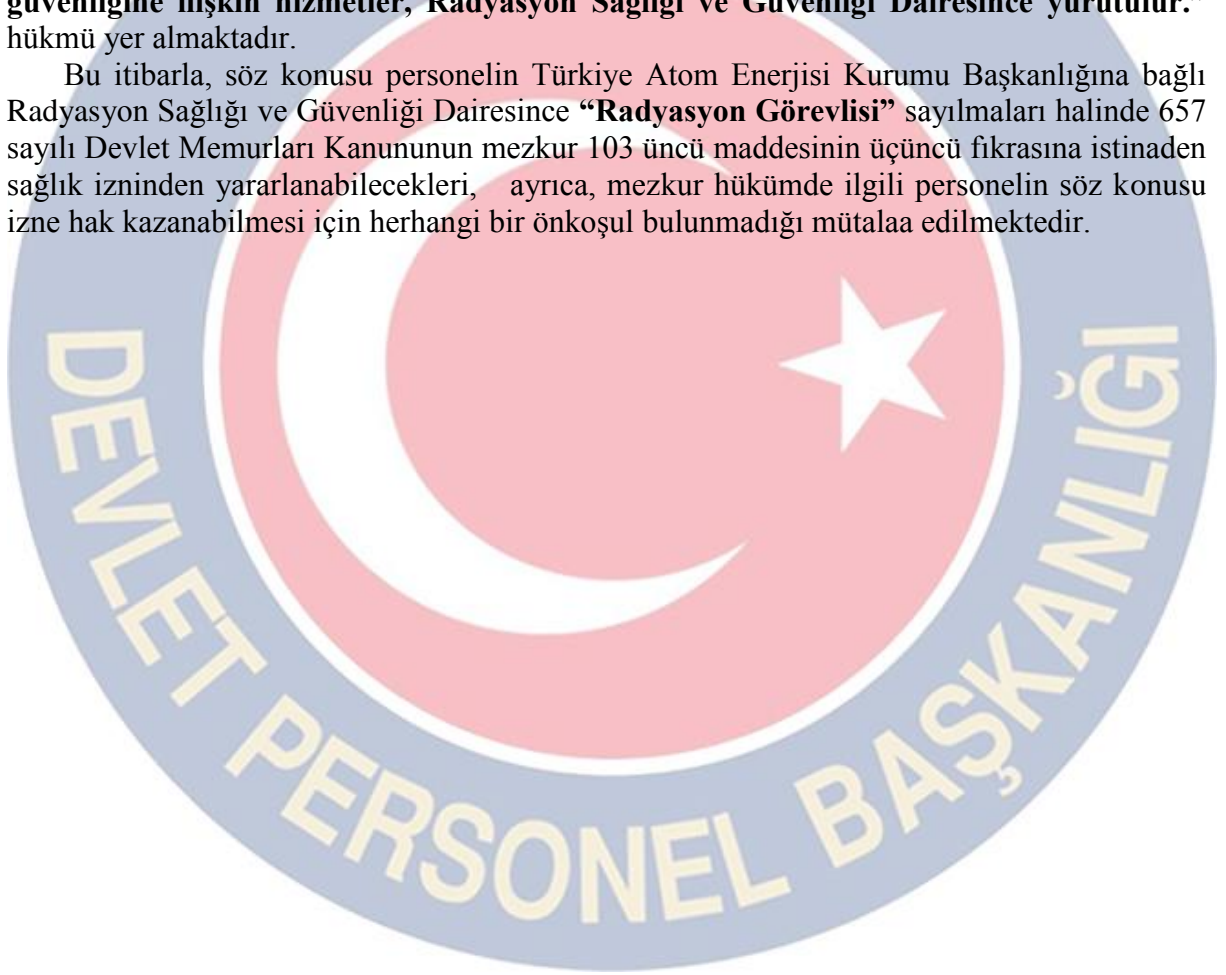 güvenliğine ilişkin hizmetler, Radyasyon Sağlığı ve Güvenliği Dairesince yürütülür."
hükmü yer almaktadır.
Bu itibarla, söz konusu personelin Türkiye Atom Enerjisi Kurumu Başkanlığına bağlı
Radyasyon Sağlığı ve Güvenliği Dairesince “Radyasyon Görevlisi” sayılmaları halinde 657
sayılı Devlet Memurları Kanununun mezkur 103 üncü maddesinin üçüncü fıkrasına istinaden
sağlık izninden yararlanabilecekleri, ayrıca, mezkur hükümde ilgili personelin söz konusu
izne hak kazanabilmesi için herhangi bir önkoşul bulunmadığı mütalaa edilmektedir.
DEVLET PERSONEL BAŞKANLIĞI